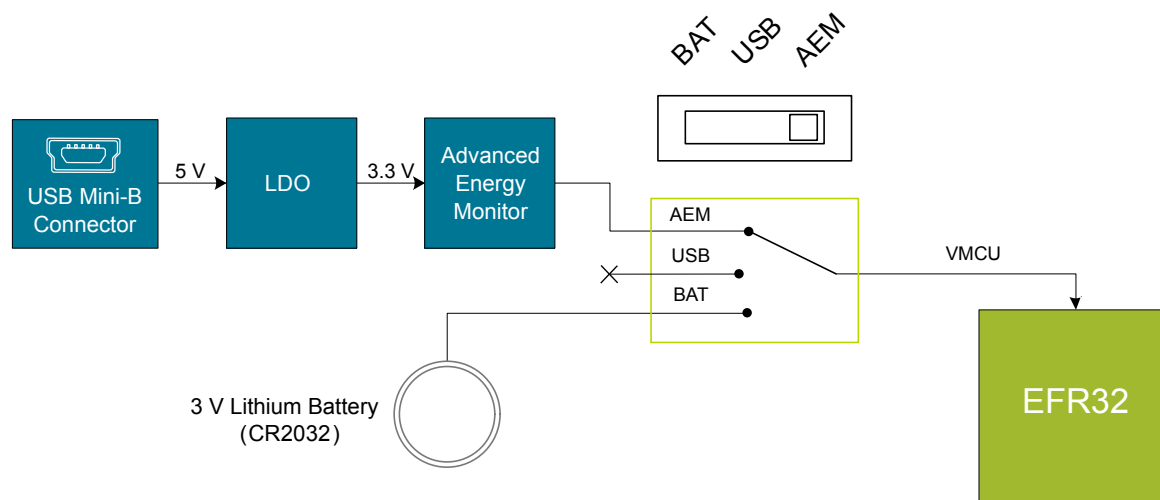 BAT
USB
AEM
USB Mini-B
Connector
5 V
LDO
3.3 V
Advanced
Energy
Monitor
AEM
USB
BAT
VMCU
3 V Lithium Battery
(CR2032)
EFR32